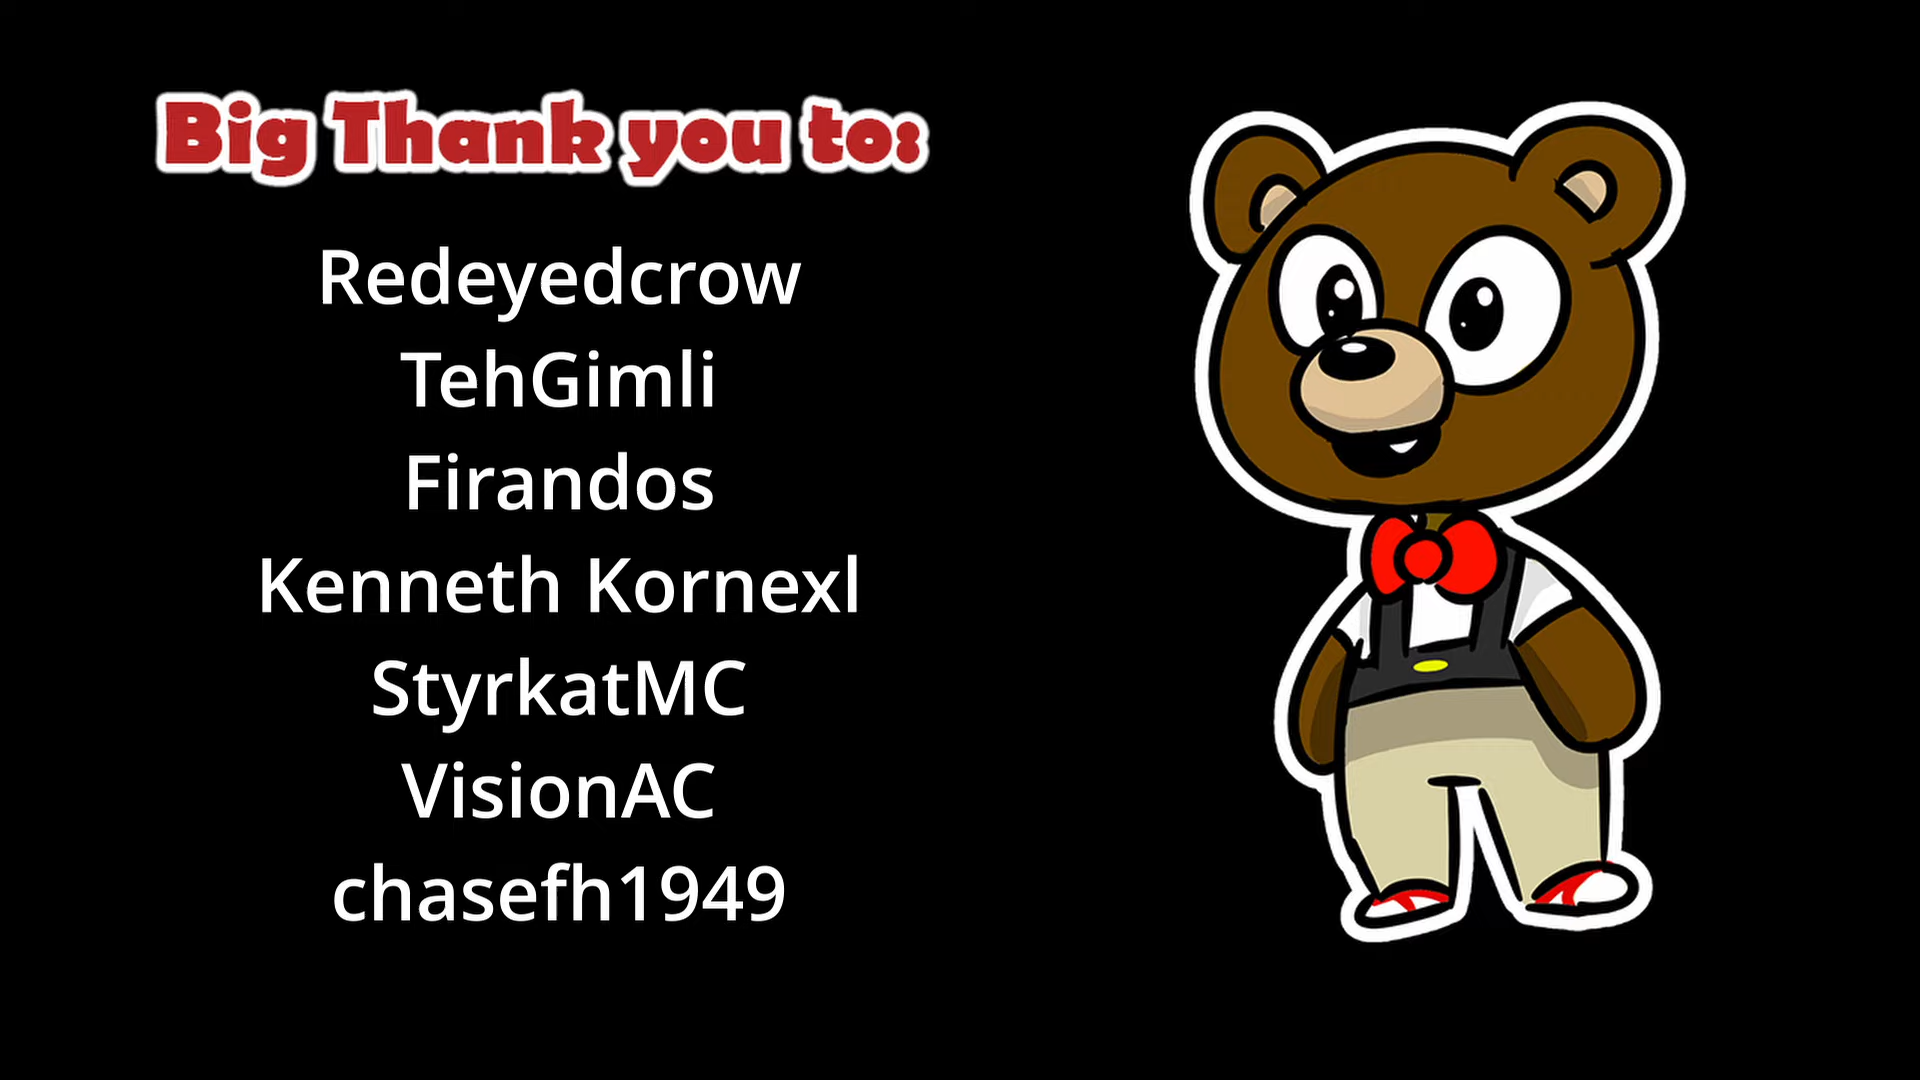 Big Thank you to:
Redeyedcrow
TehGimli
Firandos
Kenneth Kornexl
StyrkatMC
VisionAC
chasefh1949